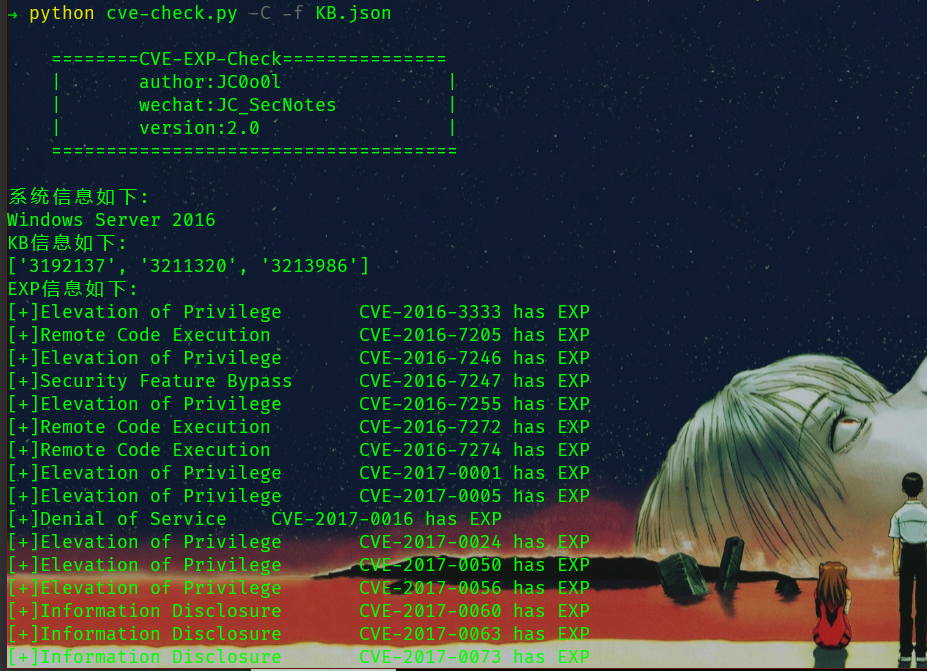 → python cve-check.py -C -f KB.json
========CVE-EXP-Check===============
| author:JC0o0l |
| wechat:JC_SecNotes |
| version:2.0 |
=====================================
系统信息如下:
Windows Server 2016
KB信息如下:
['3192137', '3211320', '3213986']
EXP信息如下:
[+]Elevation of Privilege CVE-2016-3333 has EXP
[+]Remote Code Execution CVE-2016-7205 has EXP
[+]Elevation of Privilege CVE-2016-7246 has EXP
[+]Security Feature Bypass CVE-2016-7247 has EXP
[+]Elevation of Privilege CVE-2016-7255 has EXP
[+]Remote Code Execution CVE-2016-7272 has EXP
[+]Remote Code Execution CVE-2016-7274 has EXP
[+]Elevation of Privilege CVE-2017-0001 has EXP
[+]Elevation of Privilege CVE-2017-0005 has EXP
[+]Denial of Service CVE-2017-0016 has EXP
[+]Elevation of Privilege CVE-2017-0024 has EXP
[+]Elevation of Privilege CVE-2017-0050 has EXP
[+]Elevation of Privilege CVE-2017-0056 has EXP
[+]Information Disclosure CVE-2017-0060 has EXP
[+]Information Disclosure CVE-2017-0063 has EXP
[+]Information Disclosure CVE-2017-0073 has EXP